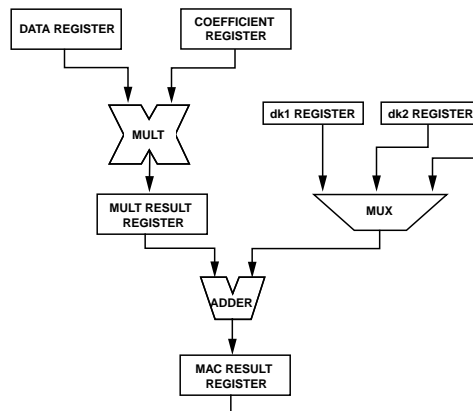 DATA REGISTER
COEFFICIENT
REGISTER
MULT
dk1 REGISTER
dk2 REGISTER
MULT RESULT
REGISTER
MUX
ADDER
MAC RESULT
REGISTER